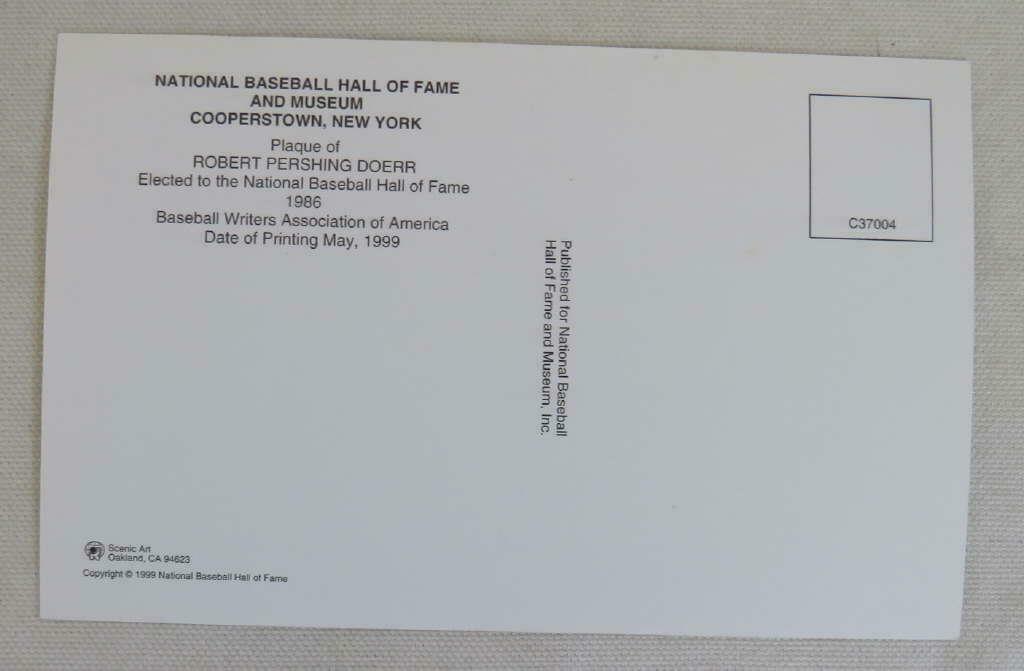 NATIONAL BASEBALL HALL OF FAME
AND MUSEUM
COOPERSTOWN, NEW YORK
Plaque of
ROBERT PERSHING DOERR
Elected to the National Baseball Hall of Fame
1986
Baseball Writers Association of America
Date of Printing May, 1999
C37004
Published for National Baseball
Hall of Fame and Museum, Inc.
Scenic Art
Oakland, CA 94623
Copyright © 1999 National Baseball Hall of Fame